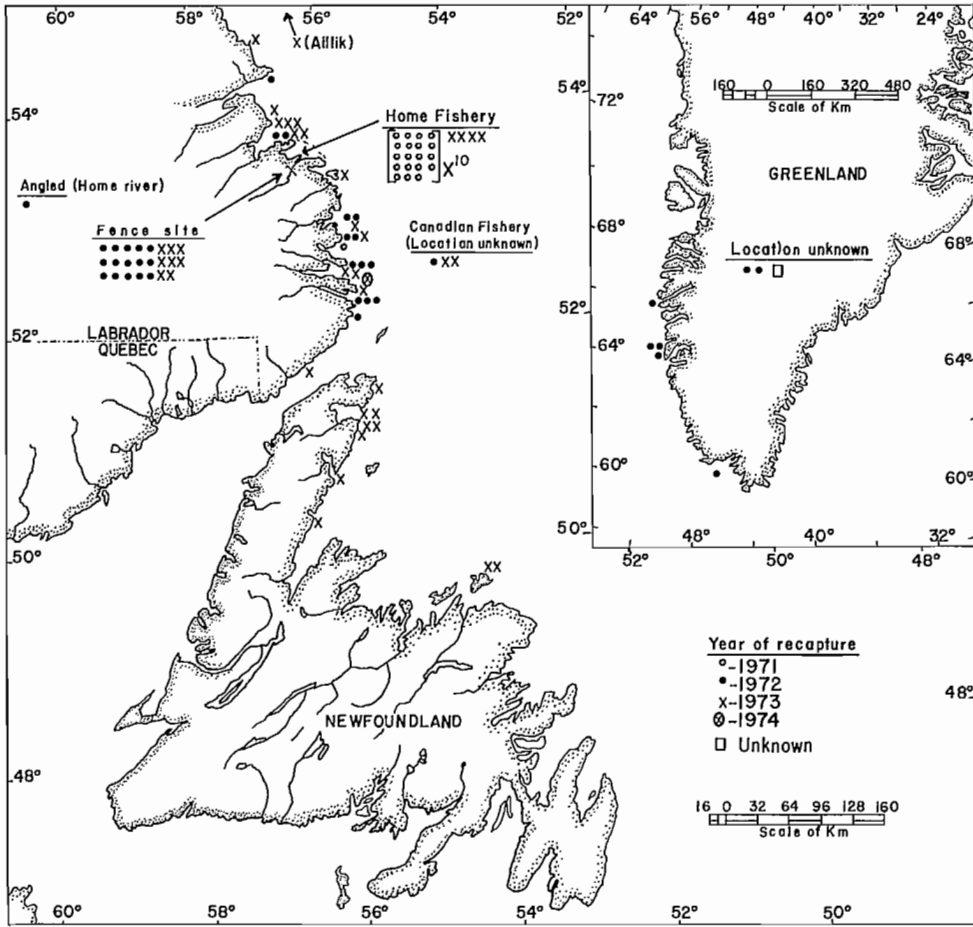 60° 58° 56° 54° 52°
64° 56° 48° 40° 32° 24°
X (Aillik)
54°
Home Fishery
XXXX
X10
Angled (Home river)
Fence site
XXX
XXX
XX
Canadian Fishery
(Location unknown)
XX
52°
LABRADOR
QUEBEC
50°
NEWFOUNDLAND
48°
60° 58° 56° 54° 52° 50°
54°
72°
160 0 160 320 480
Scale of Km
GREENLAND
68°
68°
Location unknown
52°
64°
64°
60°
60°
50°
48° 40° 32°
52° 50° 48°
Year of recapture
o-1971
●-1972
x-1973
⊗-1974
□ Unknown
48°
16 0 32 64 96 128 160
Scale of Km